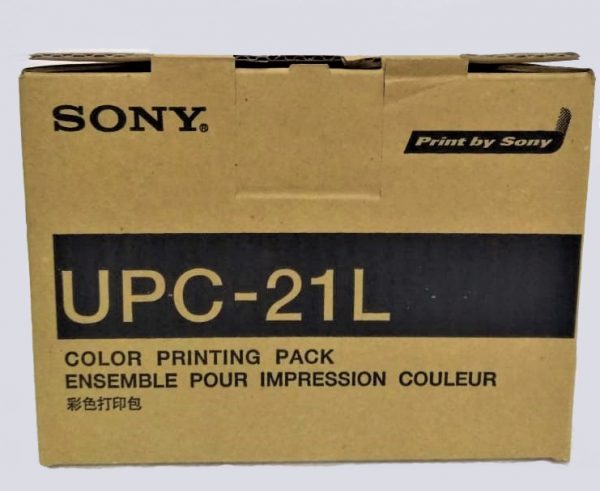 SONY®
Print by Sony
UPC-21L
COLOR PRINTING PACK
ENSEMBLE POUR IMPRESSION COULEUR
彩色打印包